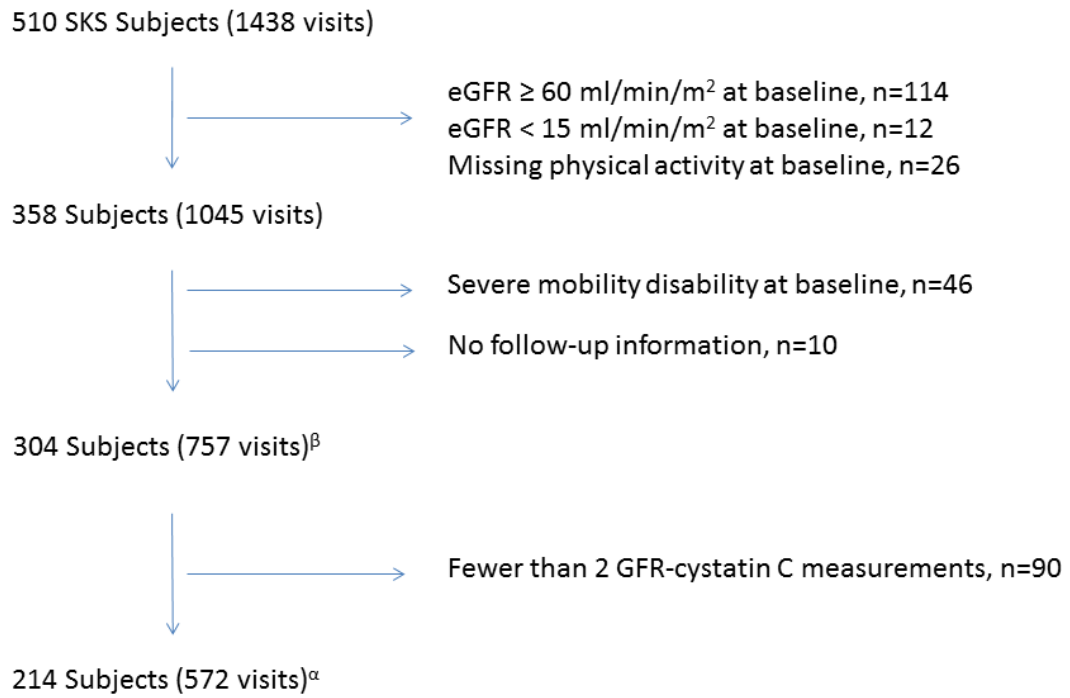 510 SKS Subjects (1438 visits)
eGFR ≥ 60 ml/min/m² at baseline, n=114
eGFR < 15 ml/min/m² at baseline, n=12
Missing physical activity at baseline, n=26
358 Subjects (1045 visits)
Severe mobility disability at baseline, n=46
No follow-up information, n=10
304 Subjects (757 visits)ᵝ
Fewer than 2 GFR-cystatin C measurements, n=90
214 Subjects (572 visits)ᵅ